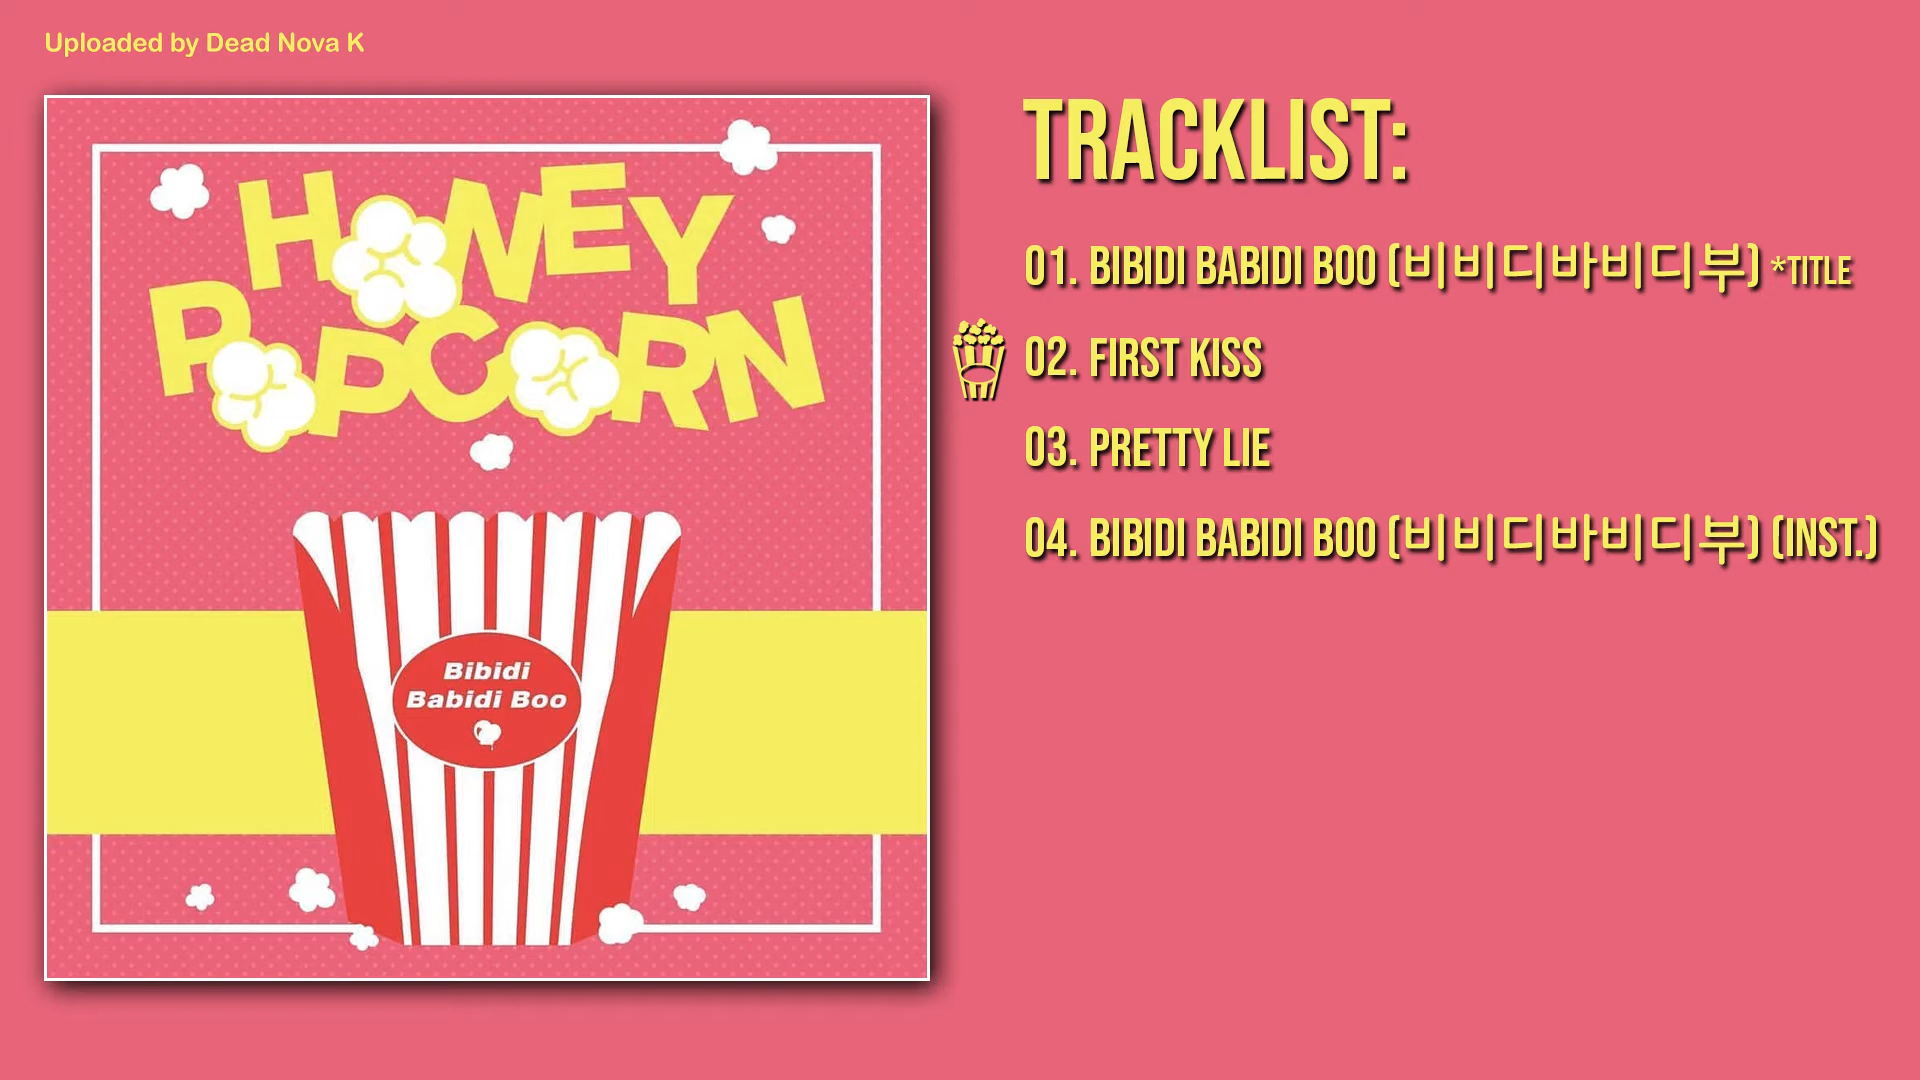 Uploaded by Dead Nova K
HONEY
POPCORN
Bibidi
Babidi Boo
TRACKLIST:
01. BIBIDI BABIDI BOO (비비디바비디부) *TITLE
02. FIRST KISS
03. PRETTY LIE
04. BIBIDI BABIDI BOO (비비디바비디부) (INST.)